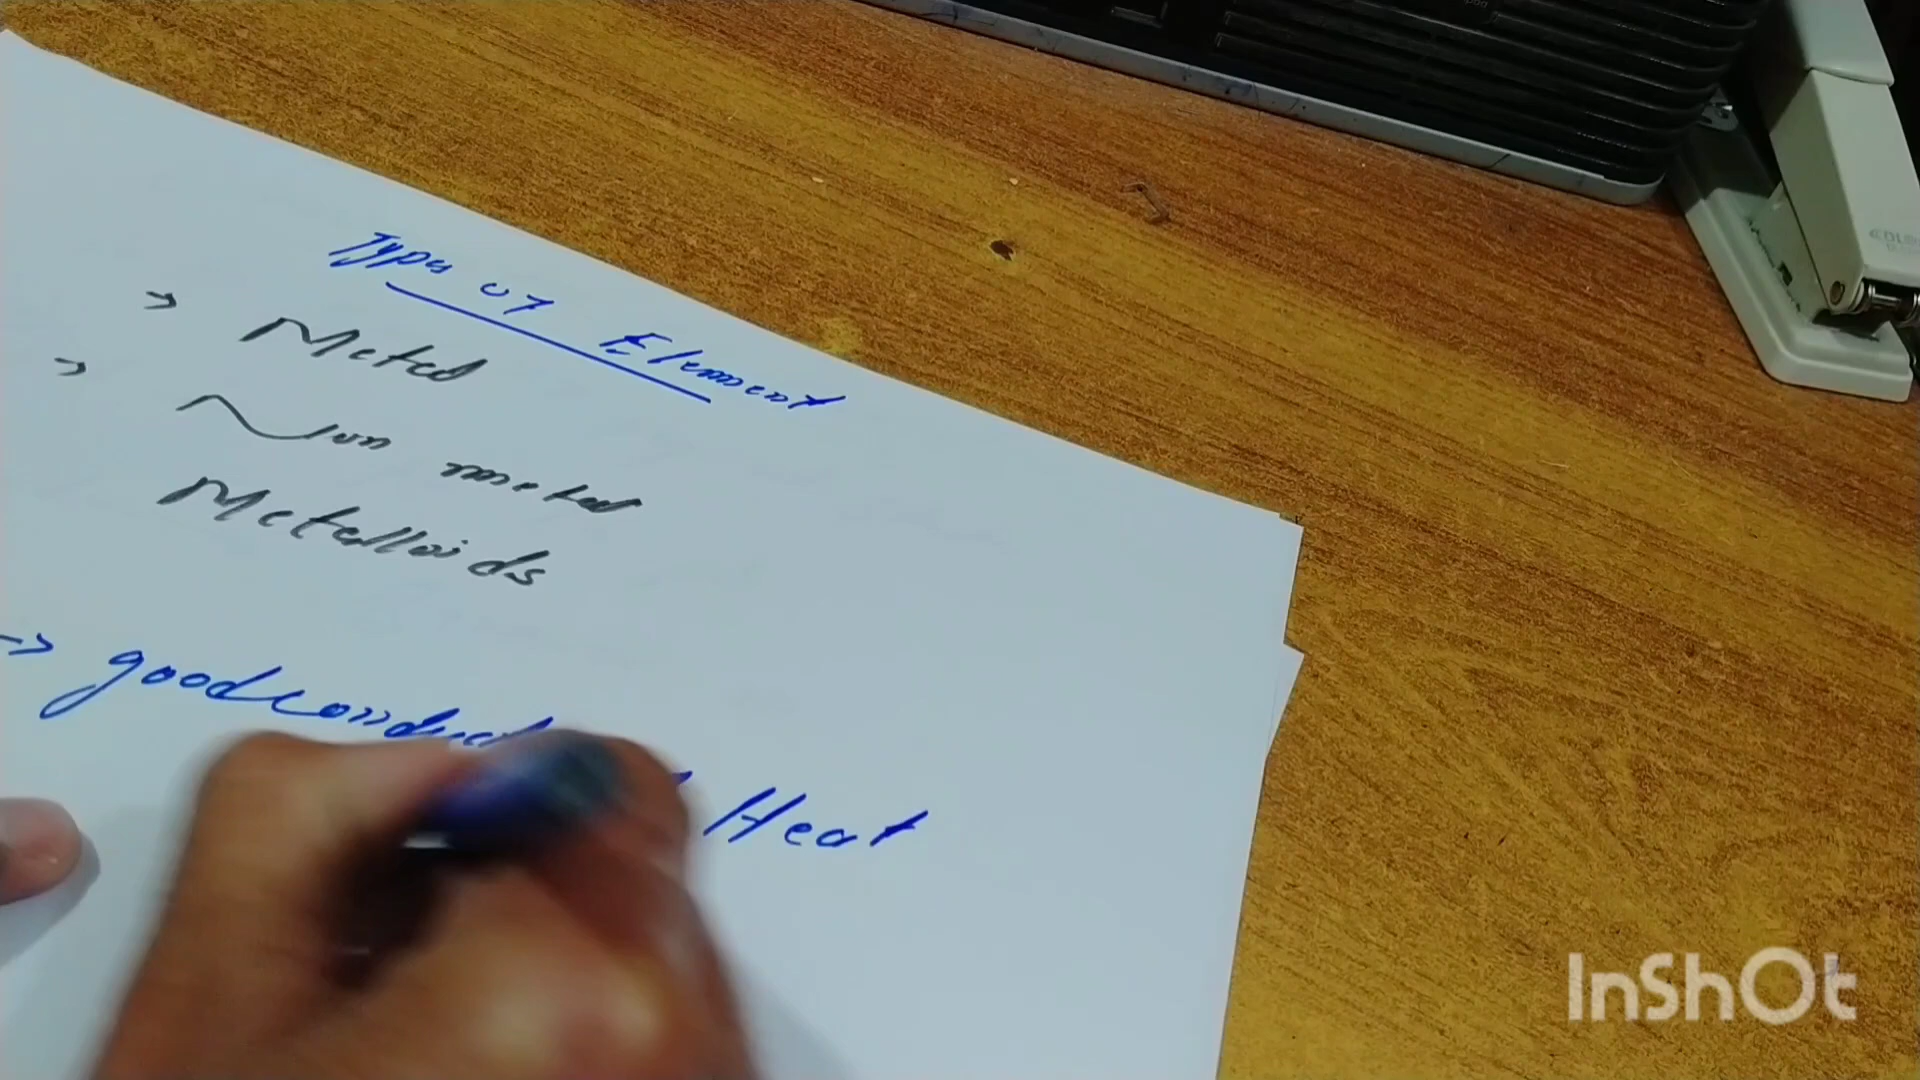 Types of Element
→ Metal
→ Non metal
Metalloids
→ good conduct Heat
InShOt